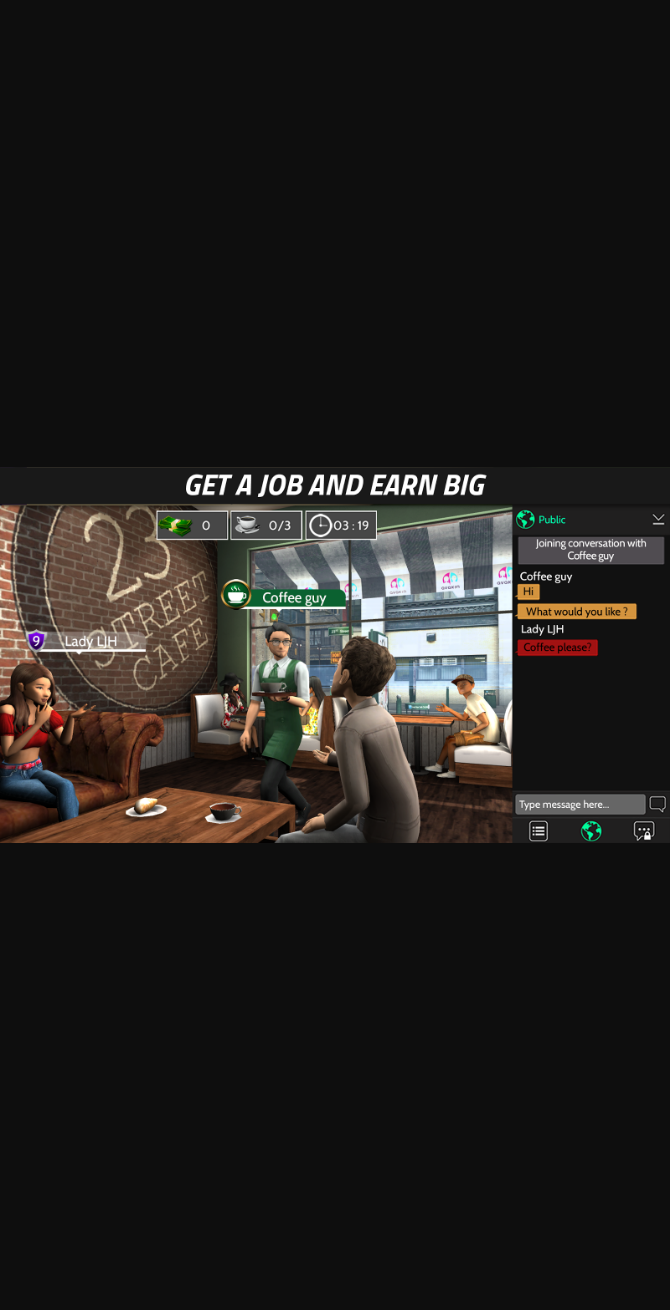 GET A JOB AND EARN BIG
0
0/3
03 : 19
Public
Joining conversation with
Coffee guy
Coffee guy
Hi
What would you like ?
Lady LJH
Coffee please?
Coffee guy
9
Lady LJH
23
STREET
CAFE
Type message here...